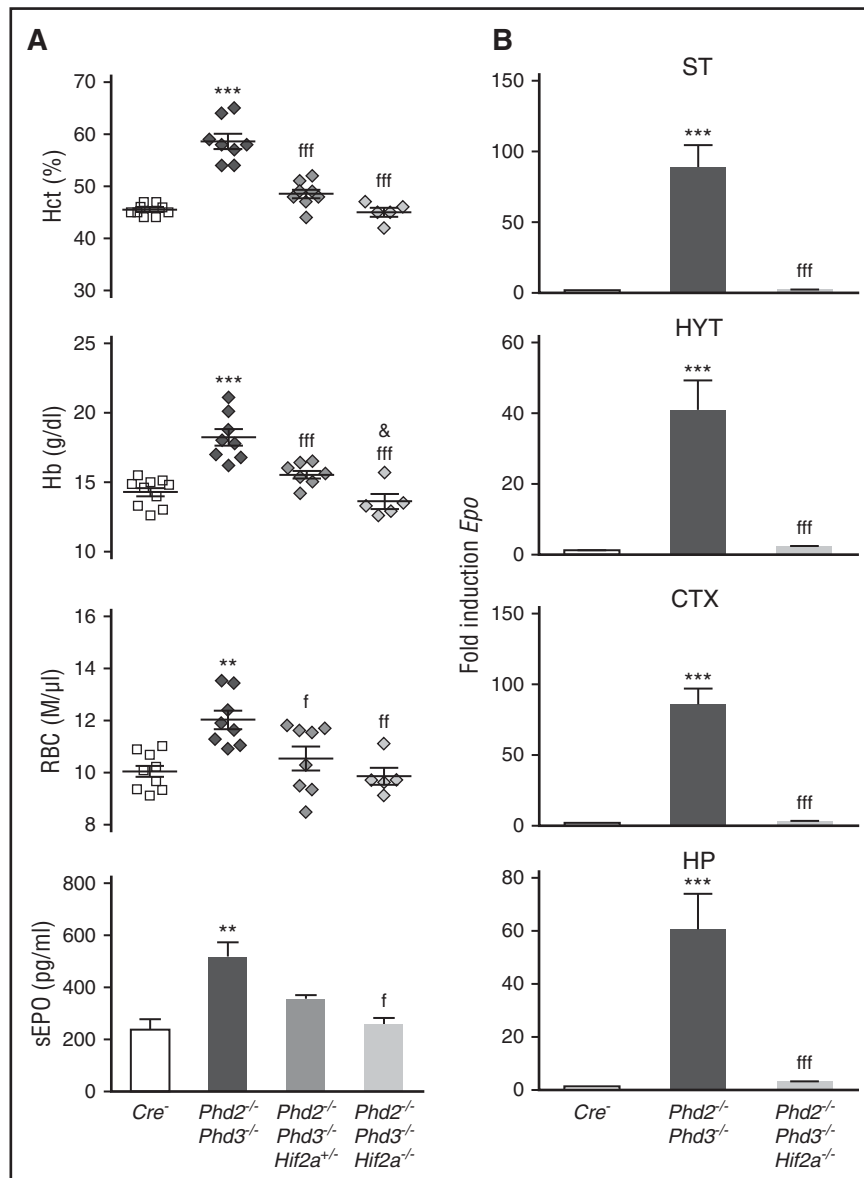 A
Hct (%)
70
60
50
40
30
***
fff
fff
Hb (g/dl)
20
15
10
***
fff
&
fff
RBC (M/µl)
16
14
12
10
8
**
f
ff
sEPO (pg/ml)
800
600
400
200
0
**
f
Cre-
Phd2-/-
Phd3-/-
Phd2-/-
Phd3-/-
Hif2a+/-
Phd2-/-
Phd3-/-
Hif2a-/-
B
Fold induction Epo
ST
150
100
50
0
***
fff
HYT
60
40
20
0
***
fff
CTX
150
100
50
0
***
fff
HP
80
60
40
20
0
***
fff
Cre-
Phd2-/-
Phd3-/-
Phd2-/-
Phd3-/-
Hif2a-/-